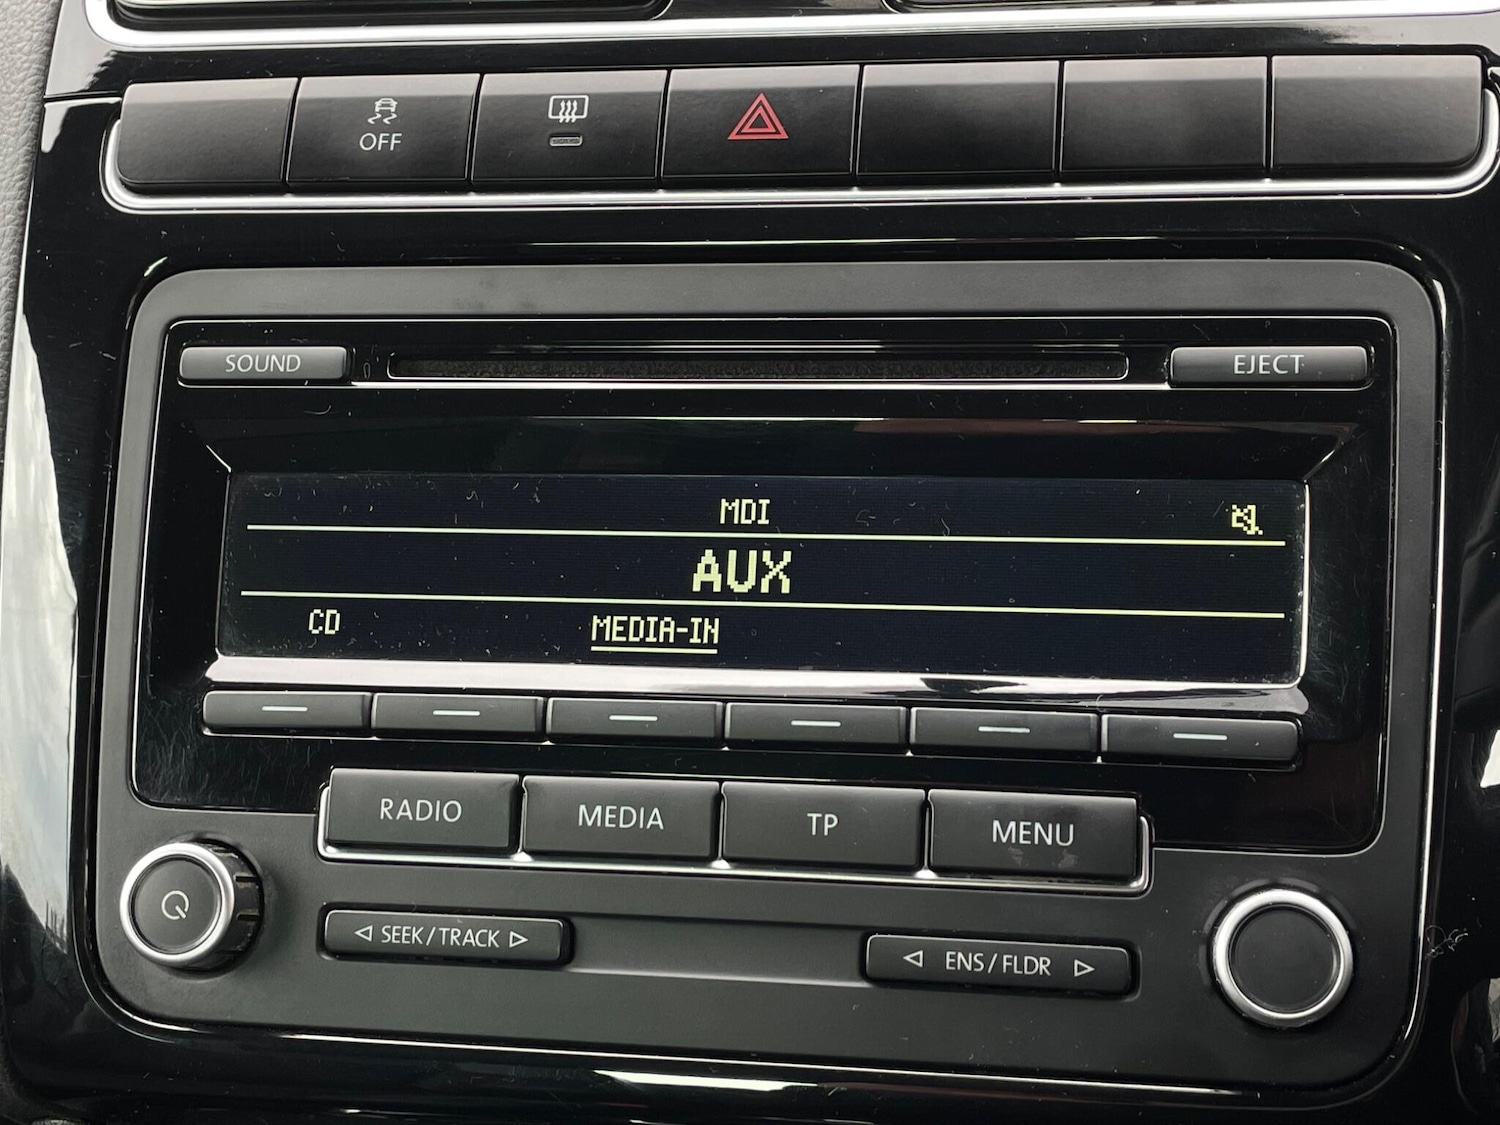 OFF
SOUND
EJECT
MDI
AUX
CD MEDIA-IN
RADIO MEDIA TP MENU
SEEK/TRACK
ENS/FLDR